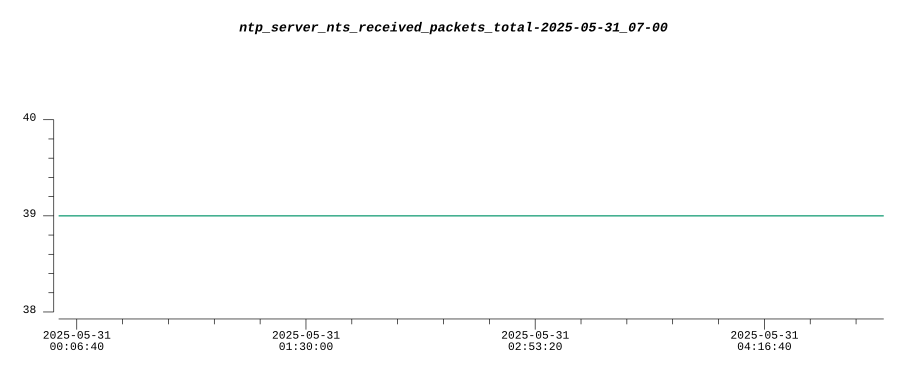 ntp_server_nts_received_packets_total-2025-05-31_07-00
40
39
38
2025-05-31 2025-05-31 2025-05-31 2025-05-31
00:06:40 01:30:00 02:53:20 04:16:40